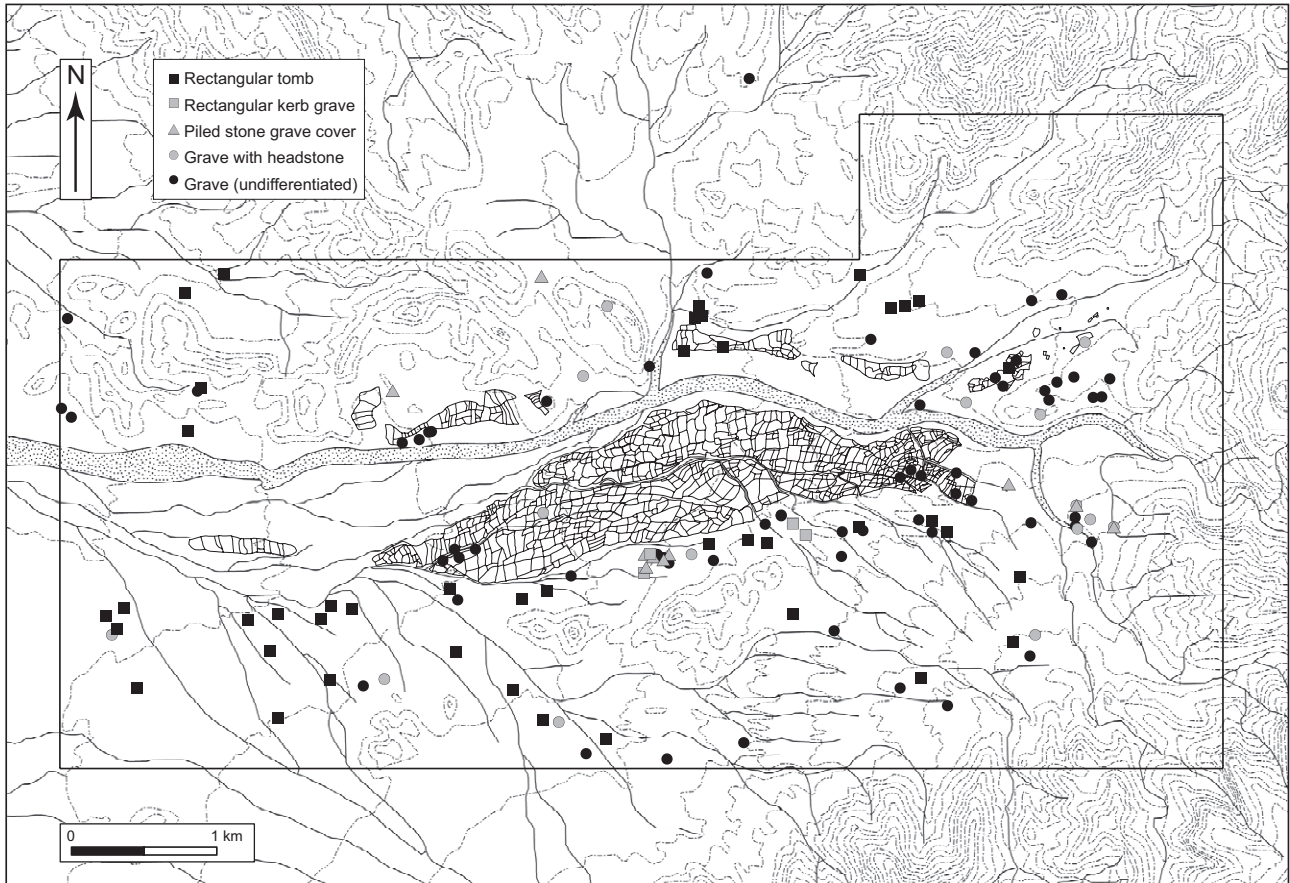 N
Rectangular tomb
Rectangular kerb grave
Piled stone grave cover
Grave with headstone
Grave (undifferentiated)
0 1 km